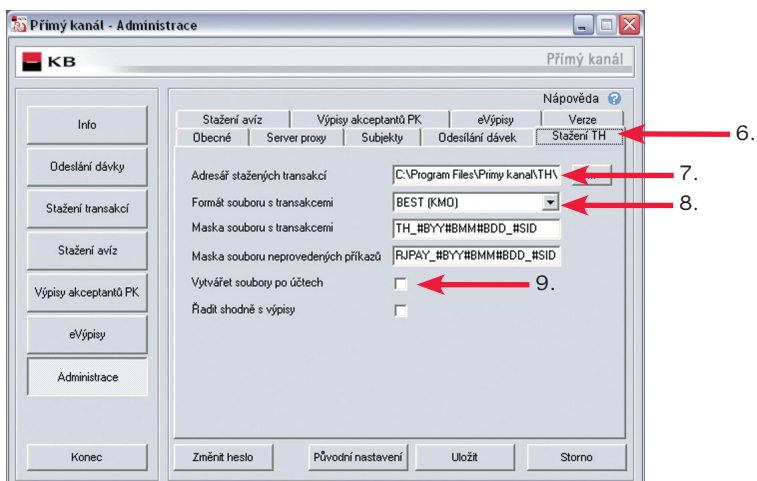 Přímý kanál - Administrace
KB
Přímý kanál
Nápověda
Info
Odeslání dávky
Stažení transakcí
Stažení avíz
Výpisy akceptantů PK
eVýpisy
Administrace
Konec
Stažení avíz Výpisy akceptantů PK eVýpisy Verze
Obecné Server proxy Subjekty Odesílání dávek Stažení TH
6.
Adresář stažených transakcí C:\Program Files\Primy kanal\TH\ ...
7.
Formát souboru s transakcemi BEST (KMO)
8.
Maska souboru s transakcemi TH_#BYY#BMM#BDD_#SID
Maska souboru neprovedených příkazů RJPAY_#BYY#BMM#BDD_#SID
Vytvářet soubory po účtech
9.
Řadit shodně s výpisy
Změnit heslo Původní nastavení Uložit Storno